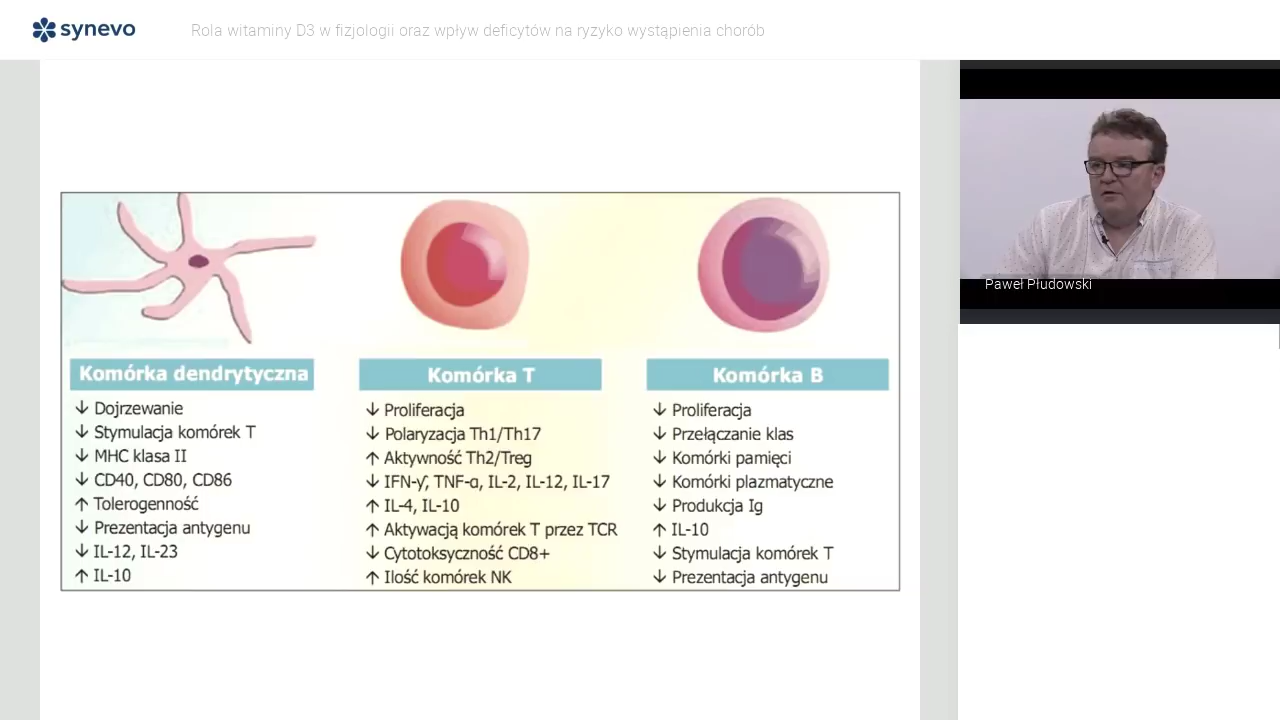 synevo
Rola witaminy D3 w fizjologii oraz wpływ deficytów na ryzyko wystąpienia chorób
Paweł Płudowski
Komórka dendrytyczna
↓ Dojrzewanie
↓ Stymulacja komórek T
↓ MHC klasa II
↓ CD40, CD80, CD86
↑ Tolerogenność
↓ Prezentacja antygenu
↓ IL-12, IL-23
↑ IL-10
Komórka T
↓ Proliferacja
↓ Polaryzacja Th1/Th17
↑ Aktywność Th2/Treg
↓ IFN-γ, TNF-α, IL-2, IL-12, IL-17
↑ IL-4, IL-10
↑ Aktywacją komórek T przez TCR
↓ Cytotoksyczność CD8+
↑ Ilość komórek NK
Komórka B
↓ Proliferacja
↓ Przełączanie klas
↓ Komórki pamięci
↓ Komórki plazmatyczne
↓ Produkcja Ig
↑ IL-10
↓ Stymulacja komórek T
↓ Prezentacja antygenu